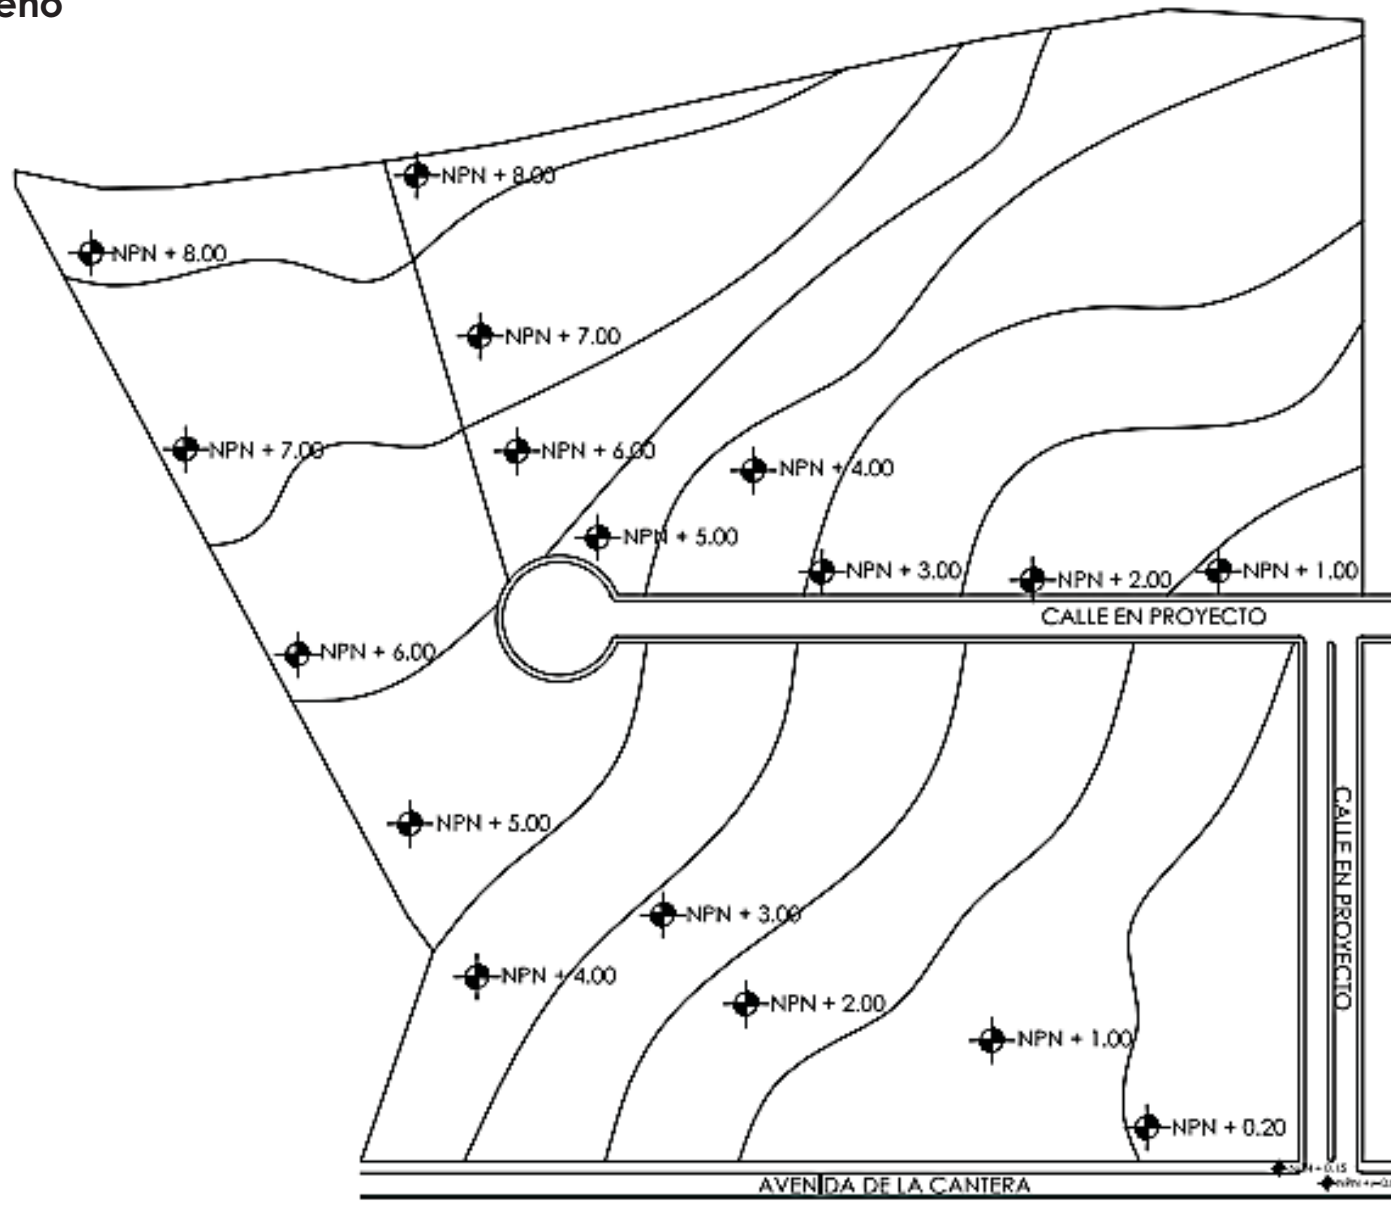 eno
NPN + 8.00
NPN + 8.00
NPN + 7.00
NPN + 7.00
NPN + 6.00
NPN + 4.00
NPN + 5.00
NPN + 3.00
NPN + 2.00
NPN + 1.00
CALLE EN PROYECTO
NPN + 6.00
NPN + 5.00
CALLE EN PROYECTO
NPN + 3.00
NPN + 4.00
NPN + 2.00
NPN + 1.00
NPN + 0.20
NPN + 0.15
AVENIDA DE LA CANTERA